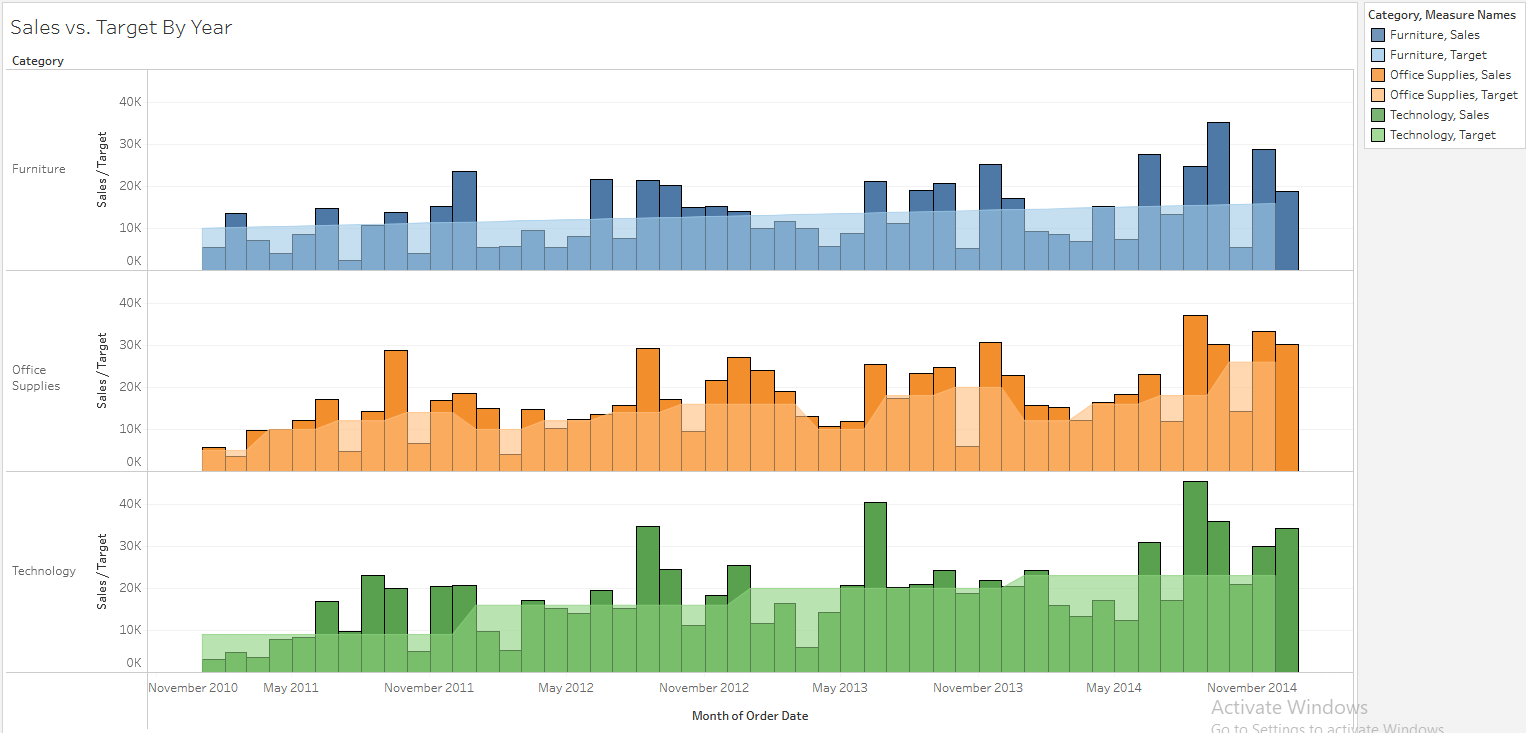 Sales vs. Target By Year
Category
Furniture
Sales / Target
40K
30K
20K
10K
0K
Office
Supplies
Sales / Target
40K
30K
20K
10K
0K
Technology
Sales / Target
40K
30K
20K
10K
0K
November 2010 May 2011 November 2011 May 2012 November 2012 May 2013 November 2013 May 2014 November 2014
Month of Order Date
Category, Measure Names
Furniture, Sales
Furniture, Target
Office Supplies, Sales
Office Supplies, Target
Technology, Sales
Technology, Target
Activate Windows
Go to Settings to activate Windows